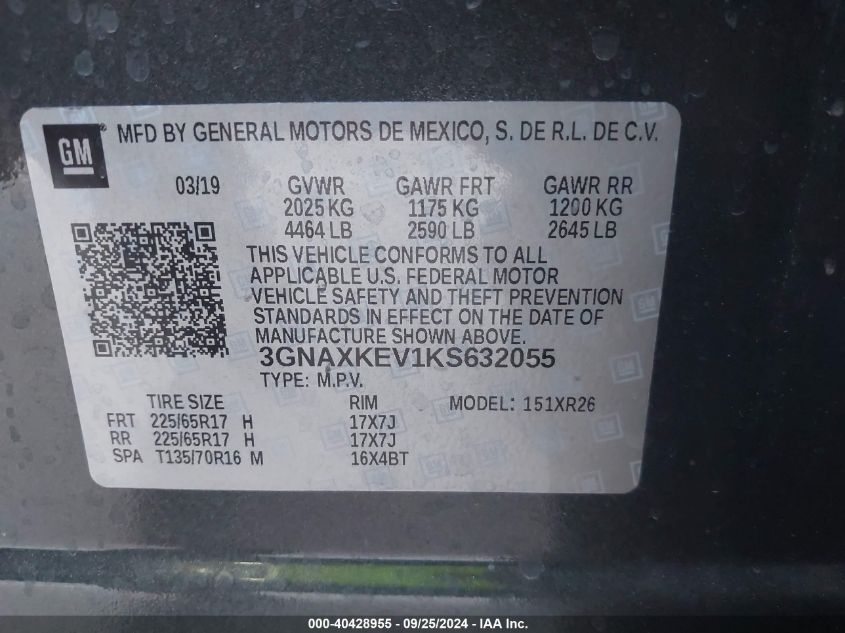 GM
MFD BY GENERAL MOTORS DE MEXICO, S. DE R.L. DE C.V.
03/19 GVWR GAWR FRT GAWR RR
2025 KG 1175 KG 1200 KG
4464 LB 2590 LB 2645 LB
THIS VEHICLE CONFORMS TO ALL
APPLICABLE U.S. FEDERAL MOTOR
VEHICLE SAFETY AND THEFT PREVENTION
STANDARDS IN EFFECT ON THE DATE OF
MANUFACTURE SHOWN ABOVE.
3GNAXKEV1KS632055
TYPE: M.P.V.
TIRE SIZE RIM MODEL: 151XR26
FRT 225/65R17 H 17X7J
RR 225/65R17 H 17X7J
SPA T135/70R16 M 16X4BT
000-40428955 - 09/25/2024 - IAA Inc.